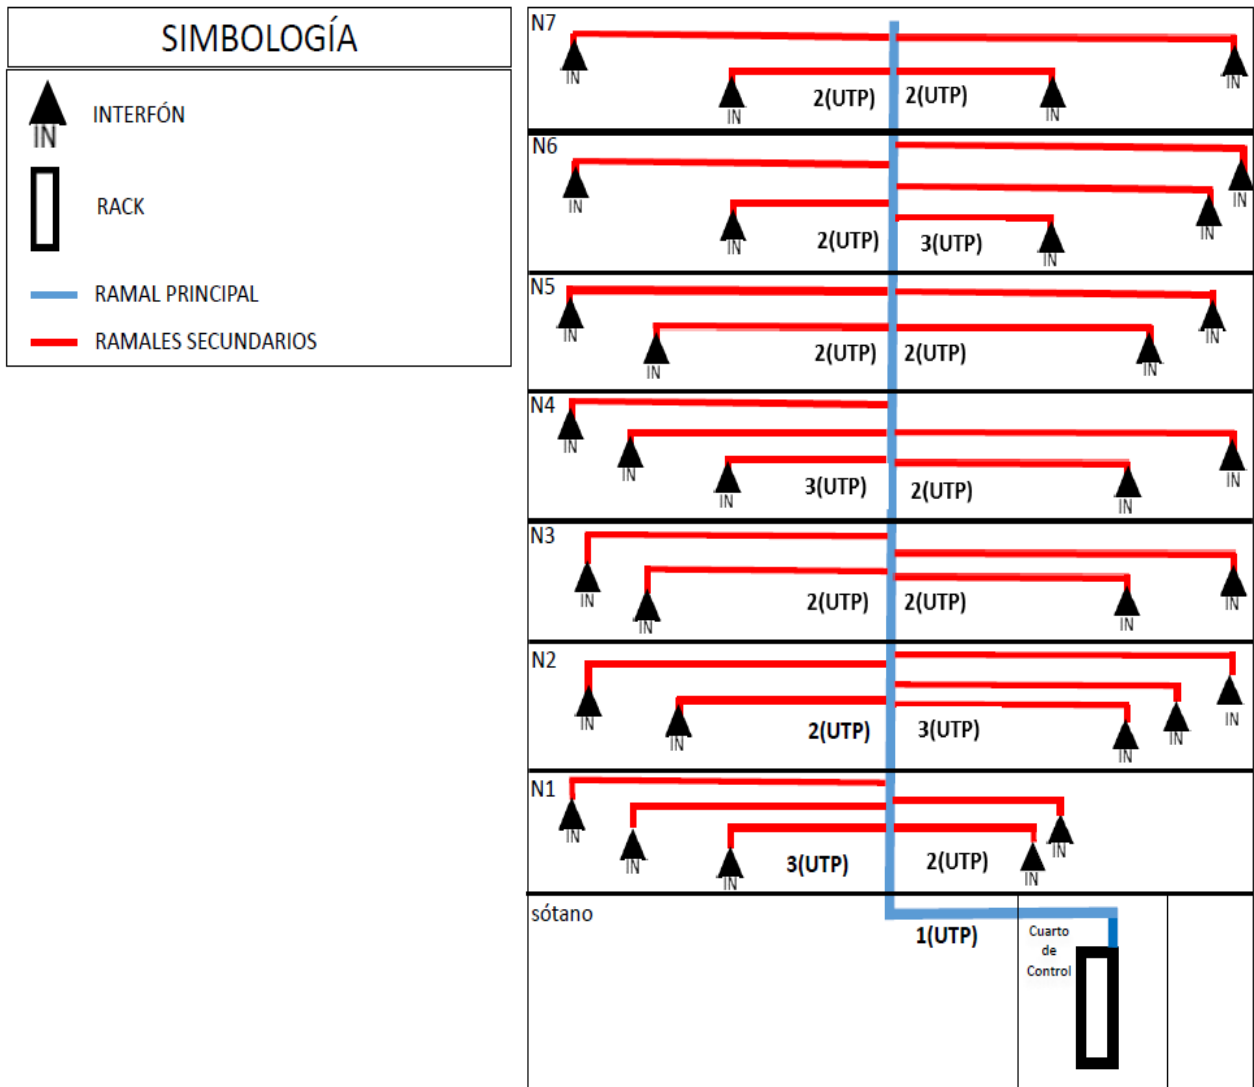 SIMBOLOGÍA
IN
INTERFÓN
RACK
RAMAL PRINCIPAL
RAMALES SECUNDARIOS
N7
IN
IN
IN
IN
2(UTP)
2(UTP)
N6
IN
IN
IN
IN
IN
2(UTP)
3(UTP)
N5
IN
IN
IN
IN
2(UTP)
2(UTP)
N4
IN
IN
IN
IN
IN
3(UTP)
2(UTP)
N3
IN
IN
IN
IN
2(UTP)
2(UTP)
N2
IN
IN
IN
IN
IN
2(UTP)
3(UTP)
N1
IN
IN
IN
IN
IN
3(UTP)
2(UTP)
sótano
1(UTP)
Cuarto
de
Control